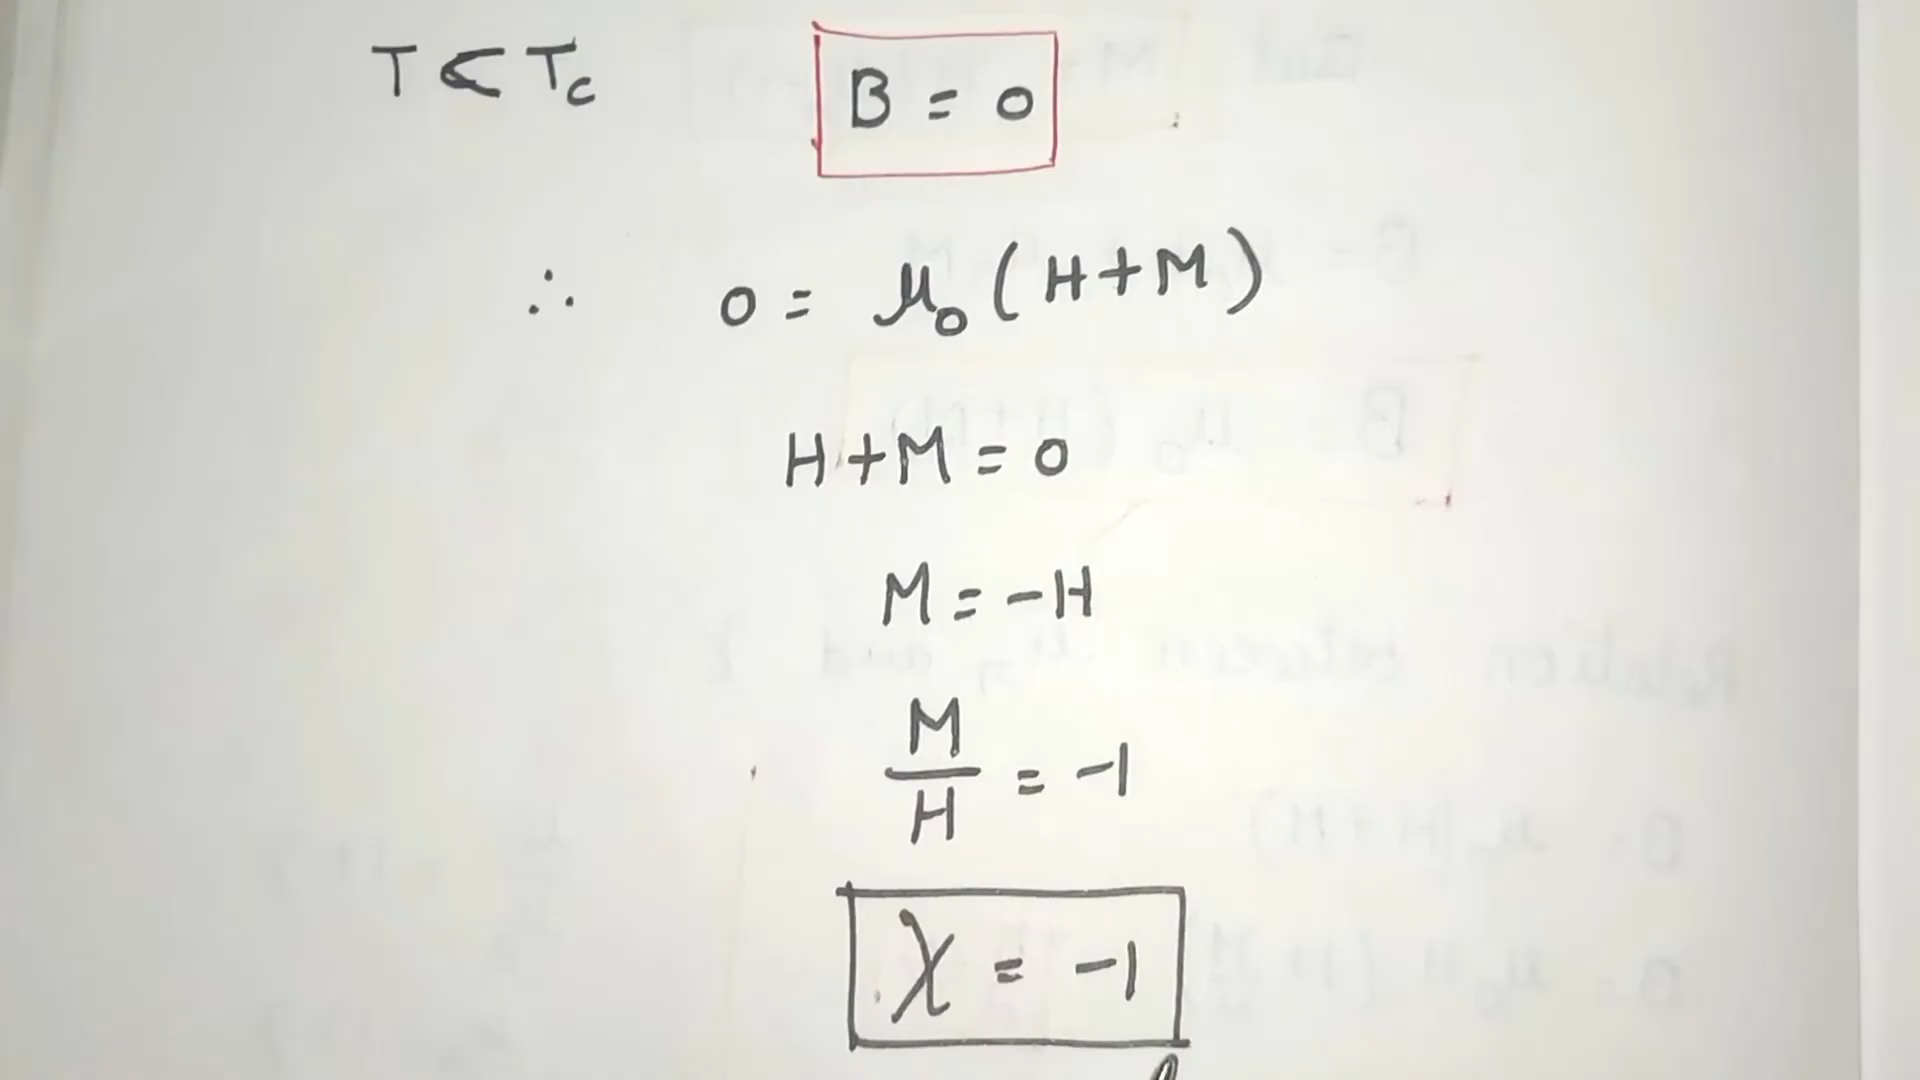 T < Tc B = 0
∴ 0 = μ₀ (H+M)
H+M = 0
M = -H
M/H = -1
χ = -1